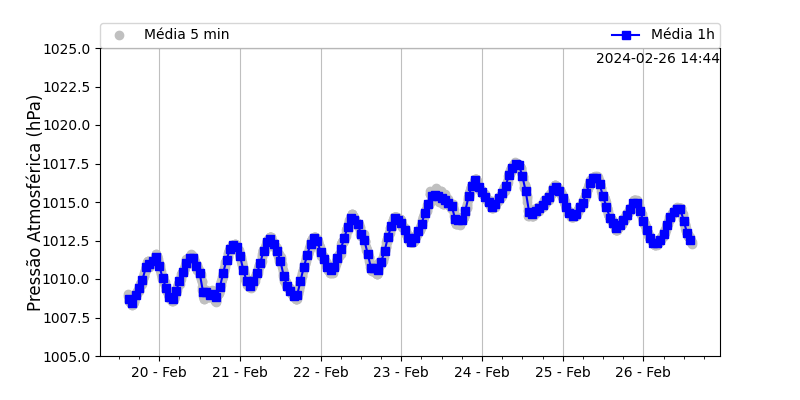 Média 5 min
Média 1h
2024-02-26 14:44
Pressão Atmosférica (hPa)
1025.0
1022.5
1020.0
1017.5
1015.0
1012.5
1010.0
1007.5
1005.0
20 - Feb
21 - Feb
22 - Feb
23 - Feb
24 - Feb
25 - Feb
26 - Feb